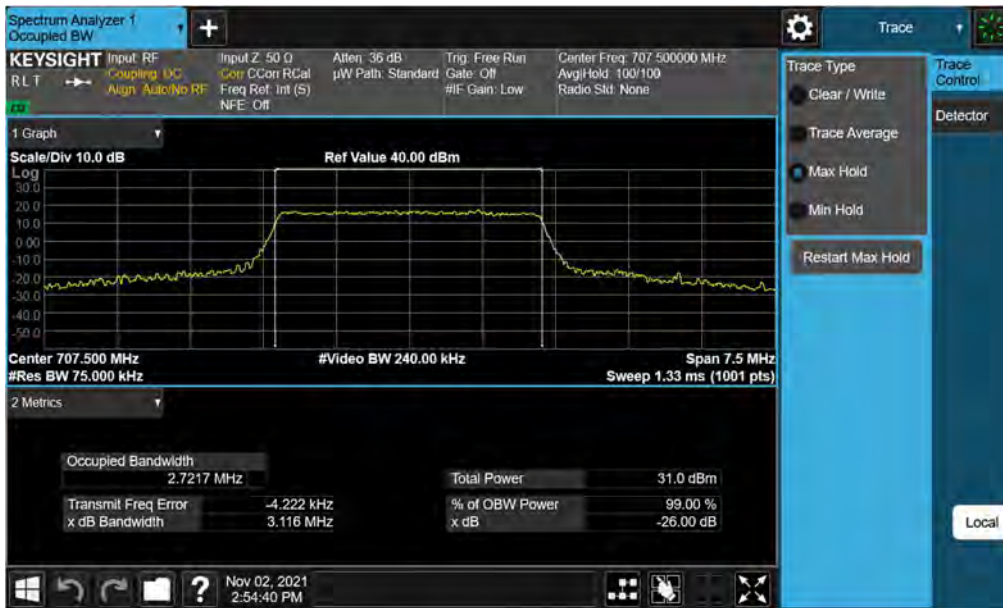 Spectrum Analyzer 1
Occupied BW
Trace
KEYSIGHT
R L T
Input: RF
Coupling: DC
Align: Auto/No RF
Input Z: 50 Ω
Corr CCorr RCal
Freq Ref: Int (S)
NFE: Off
Atten: 36 dB
µW Path: Standard
Trig: Free Run
Gate: Off
#IF Gain: Low
Center Freq: 707.500000 MHz
Avg|Hold: 100/100
Radio Std: None
Trace Type
Clear / Write
Trace Average
Max Hold
Min Hold
Restart Max Hold
Trace
Control
Detector
Local
1 Graph
Scale/Div 10.0 dB
Ref Value 40.00 dBm
Log
30.0
20.0
10.0
0.00
-10.0
-20.0
-30.0
-40.0
-50.0
Center 707.500 MHz
#Video BW 240.00 kHz
Span 7.5 MHz
#Res BW 75.000 kHz
Sweep 1.33 ms (1001 pts)
2 Metrics
Occupied Bandwidth
2.7217 MHz
Total Power 31.0 dBm
Transmit Freq Error -4.222 kHz
% of OBW Power 99.00 %
x dB Bandwidth 3.116 MHz
x dB -26.00 dB
?
Nov 02, 2021
2:54:40 PM